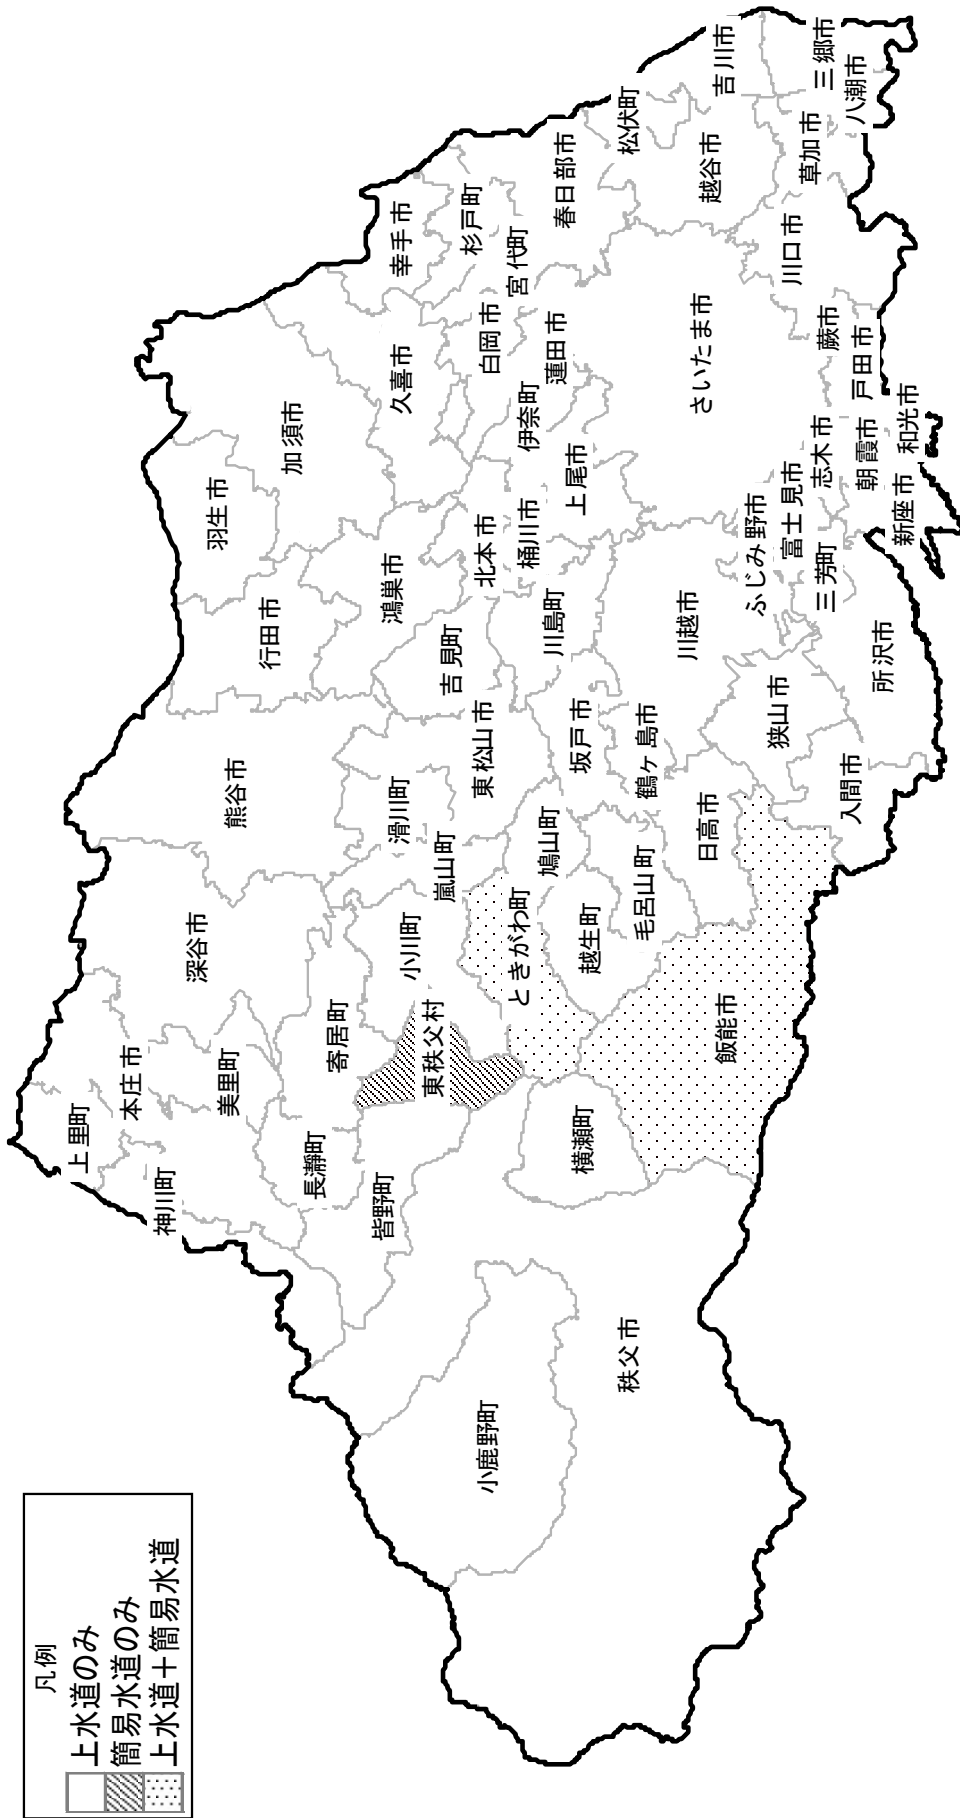 凡例
上水道のみ
簡易水道のみ
上水道＋簡易水道
上里町
本庄市
神川町
美里町
深谷市
熊谷市
行田市
羽生市
加須市
長瀞町
寄居町
皆野町
東秩父村
小川町
嵐山町
滑川町
東松山市
吉見町
鴻巣市
北本市
久喜市
幸手市
杉戸町
白岡市
宮代町
蓮田市
伊奈町
桶川市
上尾市
春日部市
松伏町
吉川市
越谷市
三郷市
八潮市
草加市
川口市
さいたま市
蕨市
戸田市
川島町
坂戸市
鶴ヶ島市
川越市
ふじみ野市
富士見市
志木市
朝霞市
和光市
新座市
三芳町
所沢市
狭山市
入間市
日高市
毛呂山町
鳩山町
越生町
ときがわ町
飯能市
横瀬町
秩父市
小鹿野町